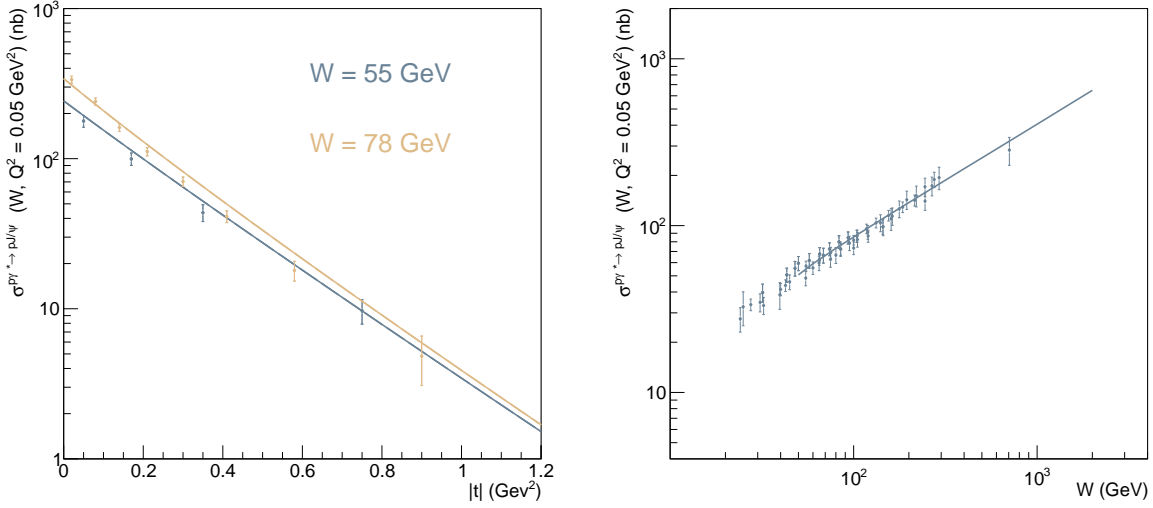 σ^{pγ*→ pJ/ψ} (W, Q² = 0.05 GeV²) (nb)
10³
10²
10
1
W = 55 GeV
W = 78 GeV
0 0.2 0.4 0.6 0.8 1 1.2
|t| (Gev²)
σ^{pγ*→ pJ/ψ} (W, Q² = 0.05 GeV²) (nb)
10³
10²
10
10² 10³
W (GeV)